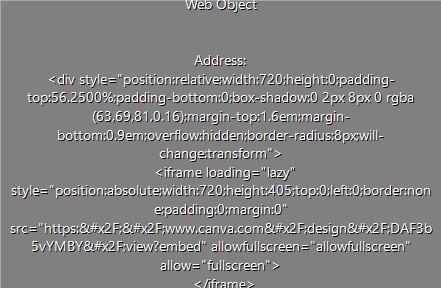 Web Object
Address:
<div style="position:relative;width:720;height:0;padding-
top:56.2500%;padding-bottom:0;box-shadow:0 2px 8px 0 rgba
(63,69,81,0.16);margin-top:1.6em;margin-
bottom:0.9em;overflow:hidden;border-radius:8px;will-
change:transform">
<iframe loading="lazy"
style="position:absolute;width:720;height:405;top:0;left:0;border:non
e;padding:0;margin:0"
src="https:&#x2F;&#x2F;www.canva.com&#x2F;design&#x2F;DAF3b
5vYMBY&#x2F;view?embed" allowfullscreen="allowfullscreen"
allow="fullscreen">
</iframe>